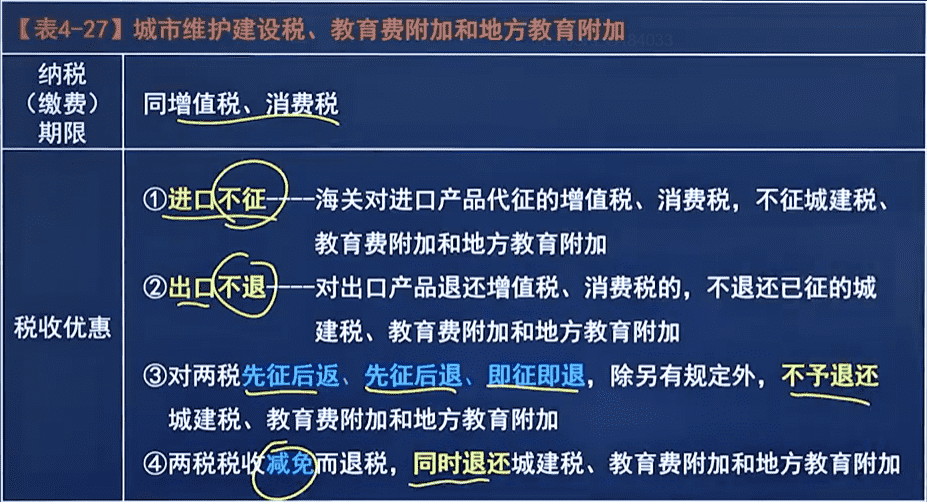 【表4-27】城市维护建设税、教育费附加和地方教育附加
纳税
（缴费）
期限
同增值税、消费税
税收优惠
①进口不征----海关对进口产品代征的增值税、消费税，不征城建税、
教育费附加和地方教育附加
②出口不退----对出口产品退还增值税、消费税的，不退还已征的城
建税、教育费附加和地方教育附加
③对两税先征后返、先征后退、即征即退，除另有规定外，不予退还
城建税、教育费附加和地方教育附加
④两税税收减免而退税，同时退还城建税、教育费附加和地方教育附加